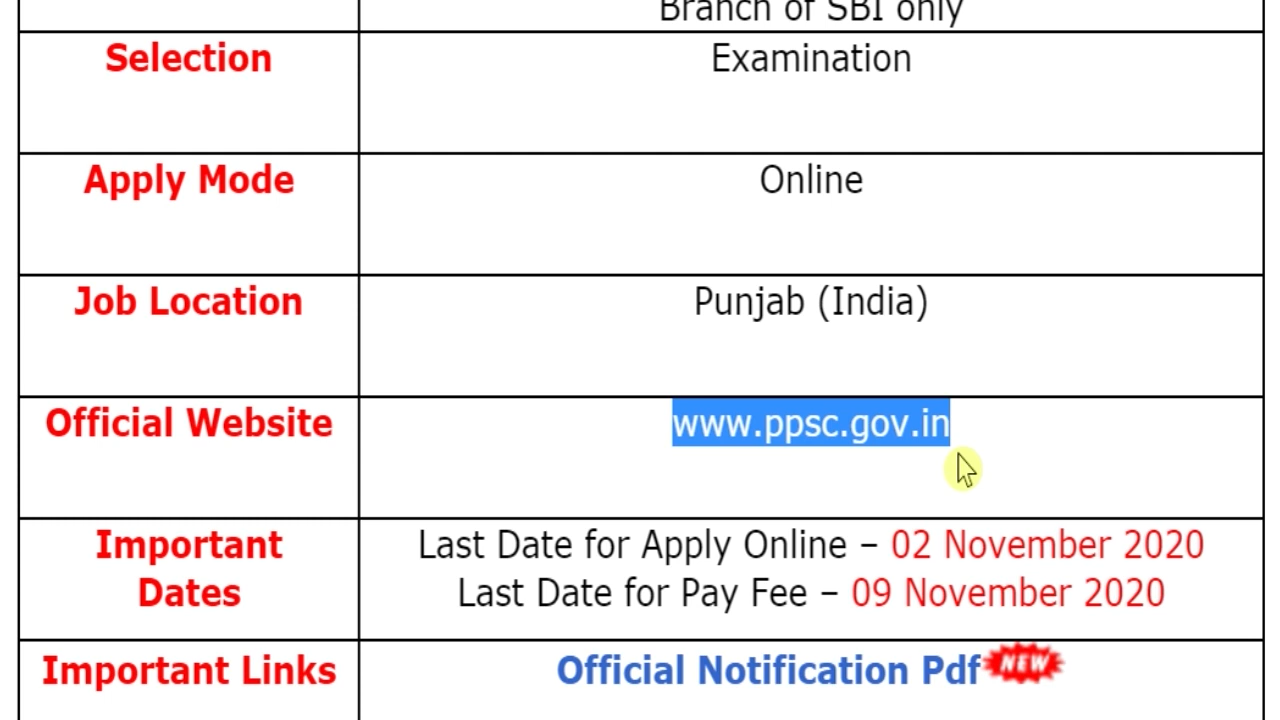 Branch of SBI only
Selection
Examination
Apply Mode
Online
Job Location
Punjab (India)
Official Website
www.ppsc.gov.in
Important
Dates
Last Date for Apply Online – 02 November 2020
Last Date for Pay Fee – 09 November 2020
Important Links
Official Notification Pdf NEW